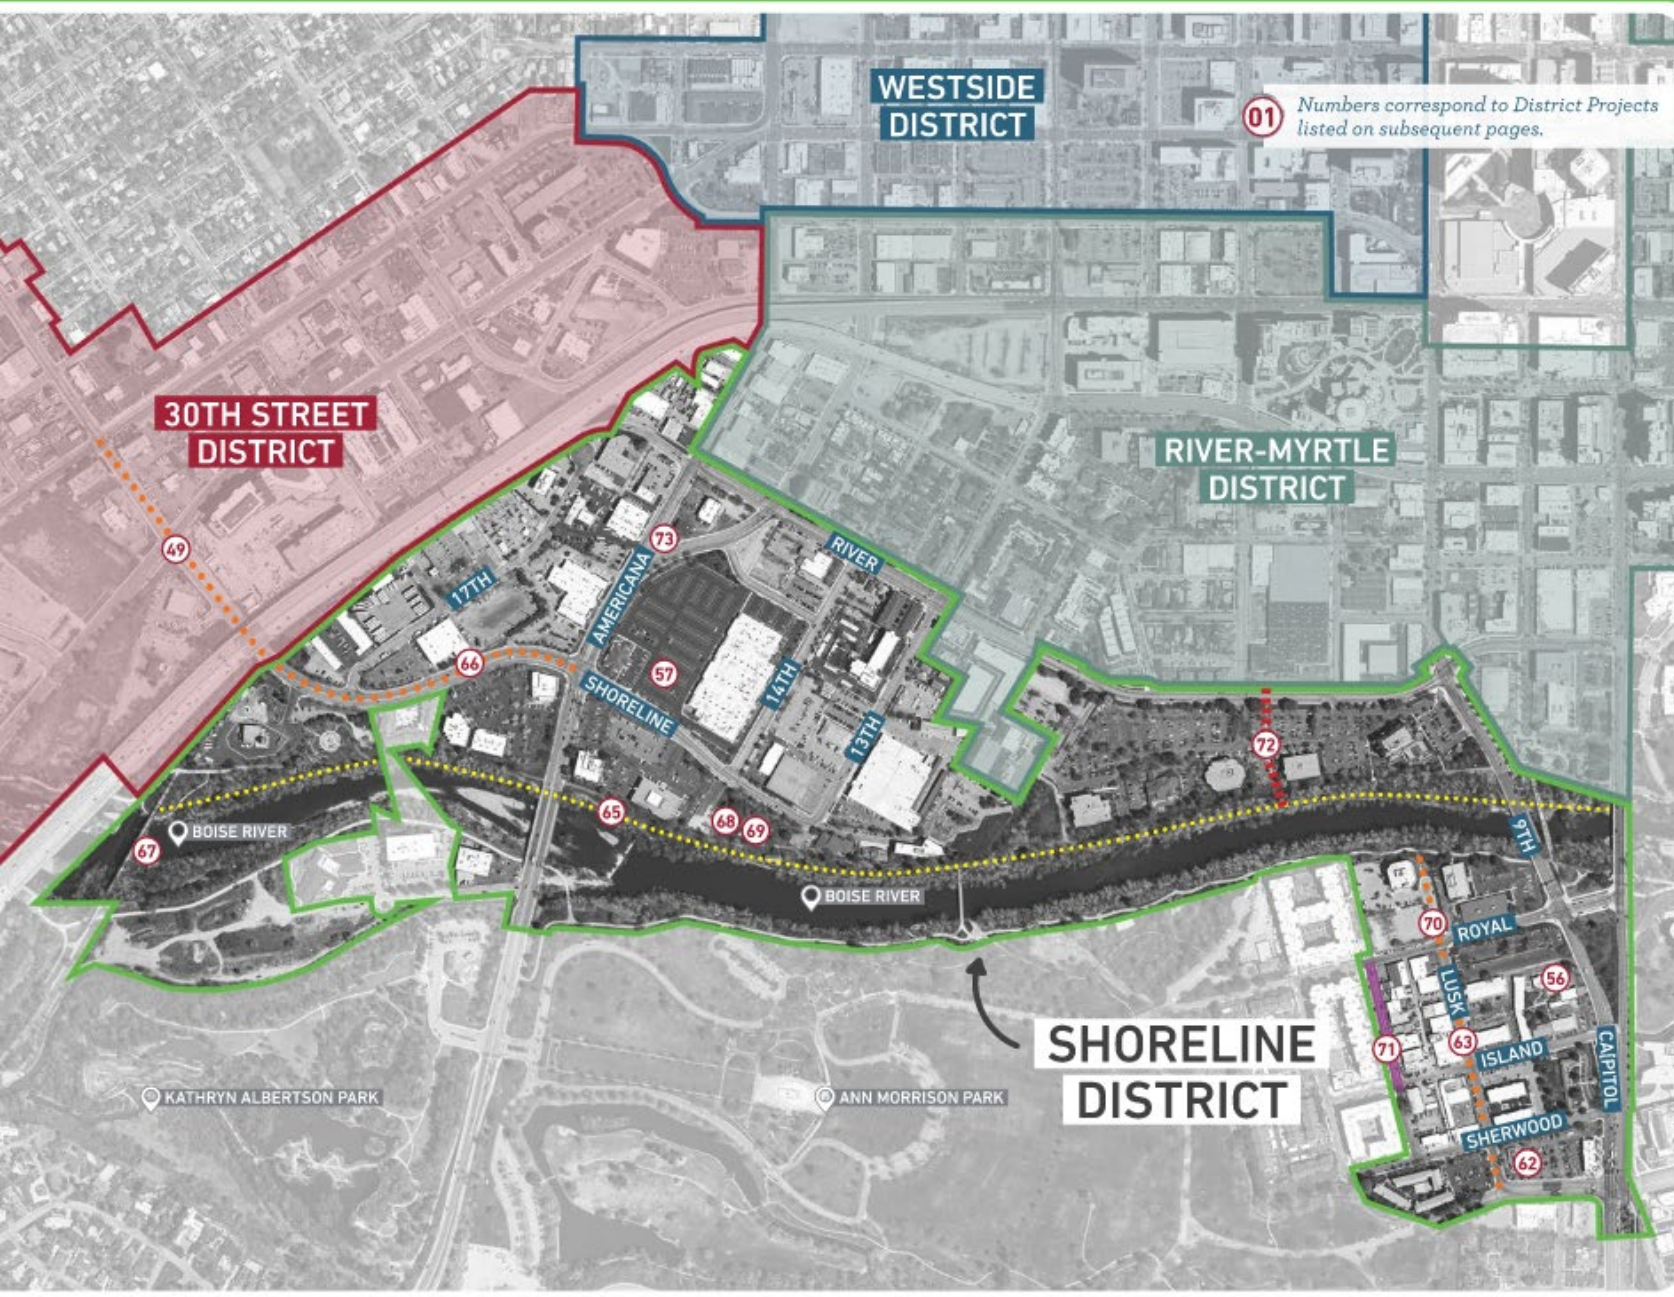 WESTSIDE
DISTRICT
01
Numbers correspond to District Projects
listed on subsequent pages.
30TH STREET
DISTRICT
RIVER-MYRTLE
DISTRICT
49
73
RIVER
17TH
AMERICANA
66
57
14TH
SHORELINE
13TH
72
65
68
69
67
BOISE RIVER
9TH
BOISE RIVER
70
ROYAL
LUSK
56
71
63
ISLAND
CAPITOL
SHORELINE
DISTRICT
KATHRYN ALBERTSON PARK
ANN MORRISON PARK
SHERWOOD
62